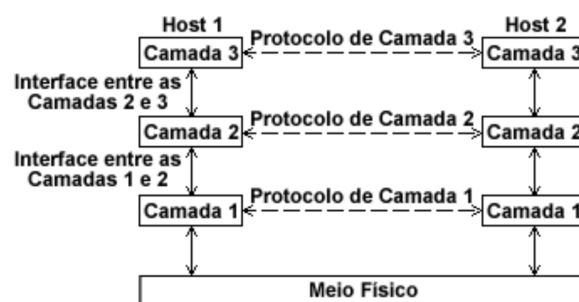 Host 1
Host 2
Protocolo de Camada 3
Camada 3
Camada 3
Interface entre as
Camadas 2 e 3
Protocolo de Camada 2
Camada 2
Camada 2
Interface entre as
Camadas 1 e 2
Protocolo de Camada 1
Camada 1
Camada 1
Meio Físico